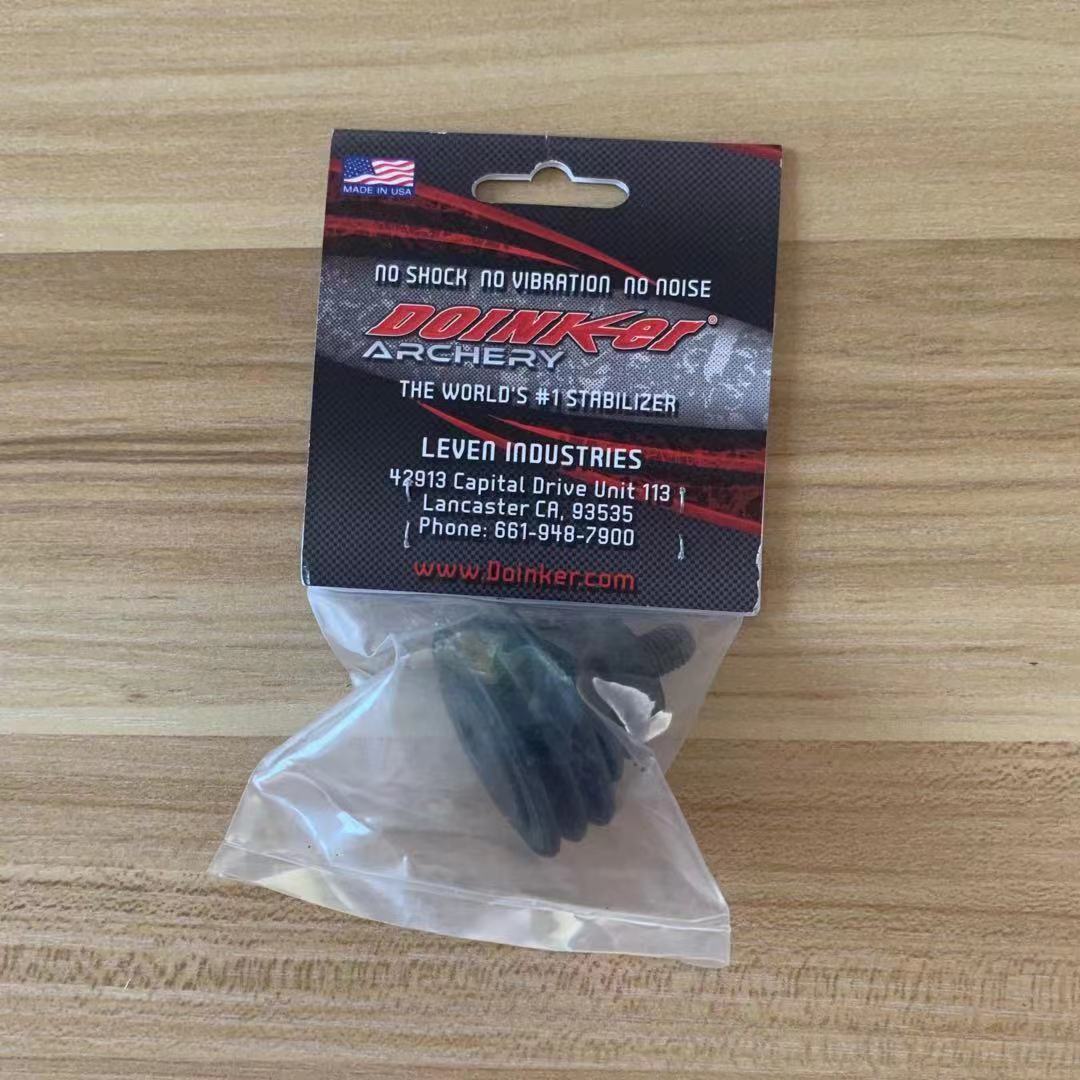 MADE IN USA
NO SHOCK NO VIBRATION NO NOISE
DOINKer®
ARCHERY
THE WORLD'S #1 STABILIZER
LEVEN INDUSTRIES
42913 Capital Drive Unit 113
Lancaster CA, 93535
Phone: 661-948-7900
www.Doinker.com